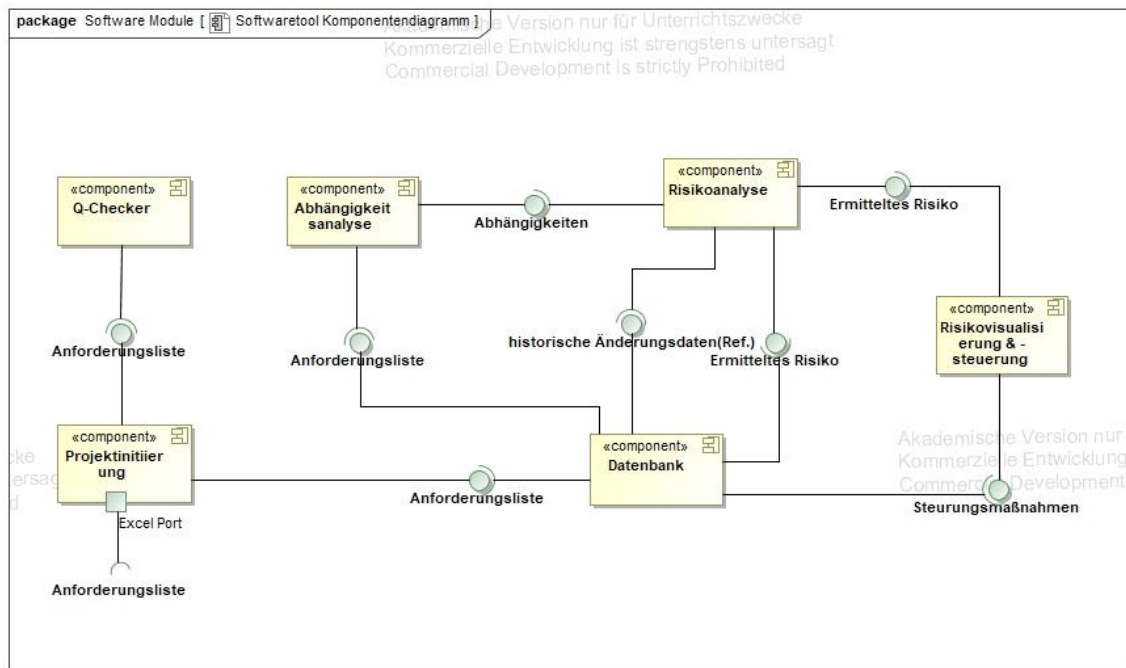 package Software Module [ Softwaretool Komponentendiagramm ]
Akademische Version nur für Unterrichtszwecke
Kommerzielle Entwicklung ist strengstens untersagt
Commercial Development is strictly Prohibited
«component»
Q-Checker
«component»
Abhängigkeit
sanalyse
«component»
Risikoanalyse
Abhängigkeiten
Ermitteltes Risiko
«component»
Risikovisualisi
erung & -
steuerung
Anforderungsliste
Anforderungsliste
historische Änderungsdaten(Ref.)
Ermitteltes Risiko
«component»
Projektinitiier
ung
Excel Port
Anforderungsliste
Anforderungsliste
«component»
Datenbank
Steurungsmaßnahmen
cke
ersag
d
Akademische Version nur
Kommerzielle Entwicklung
Commercial Development